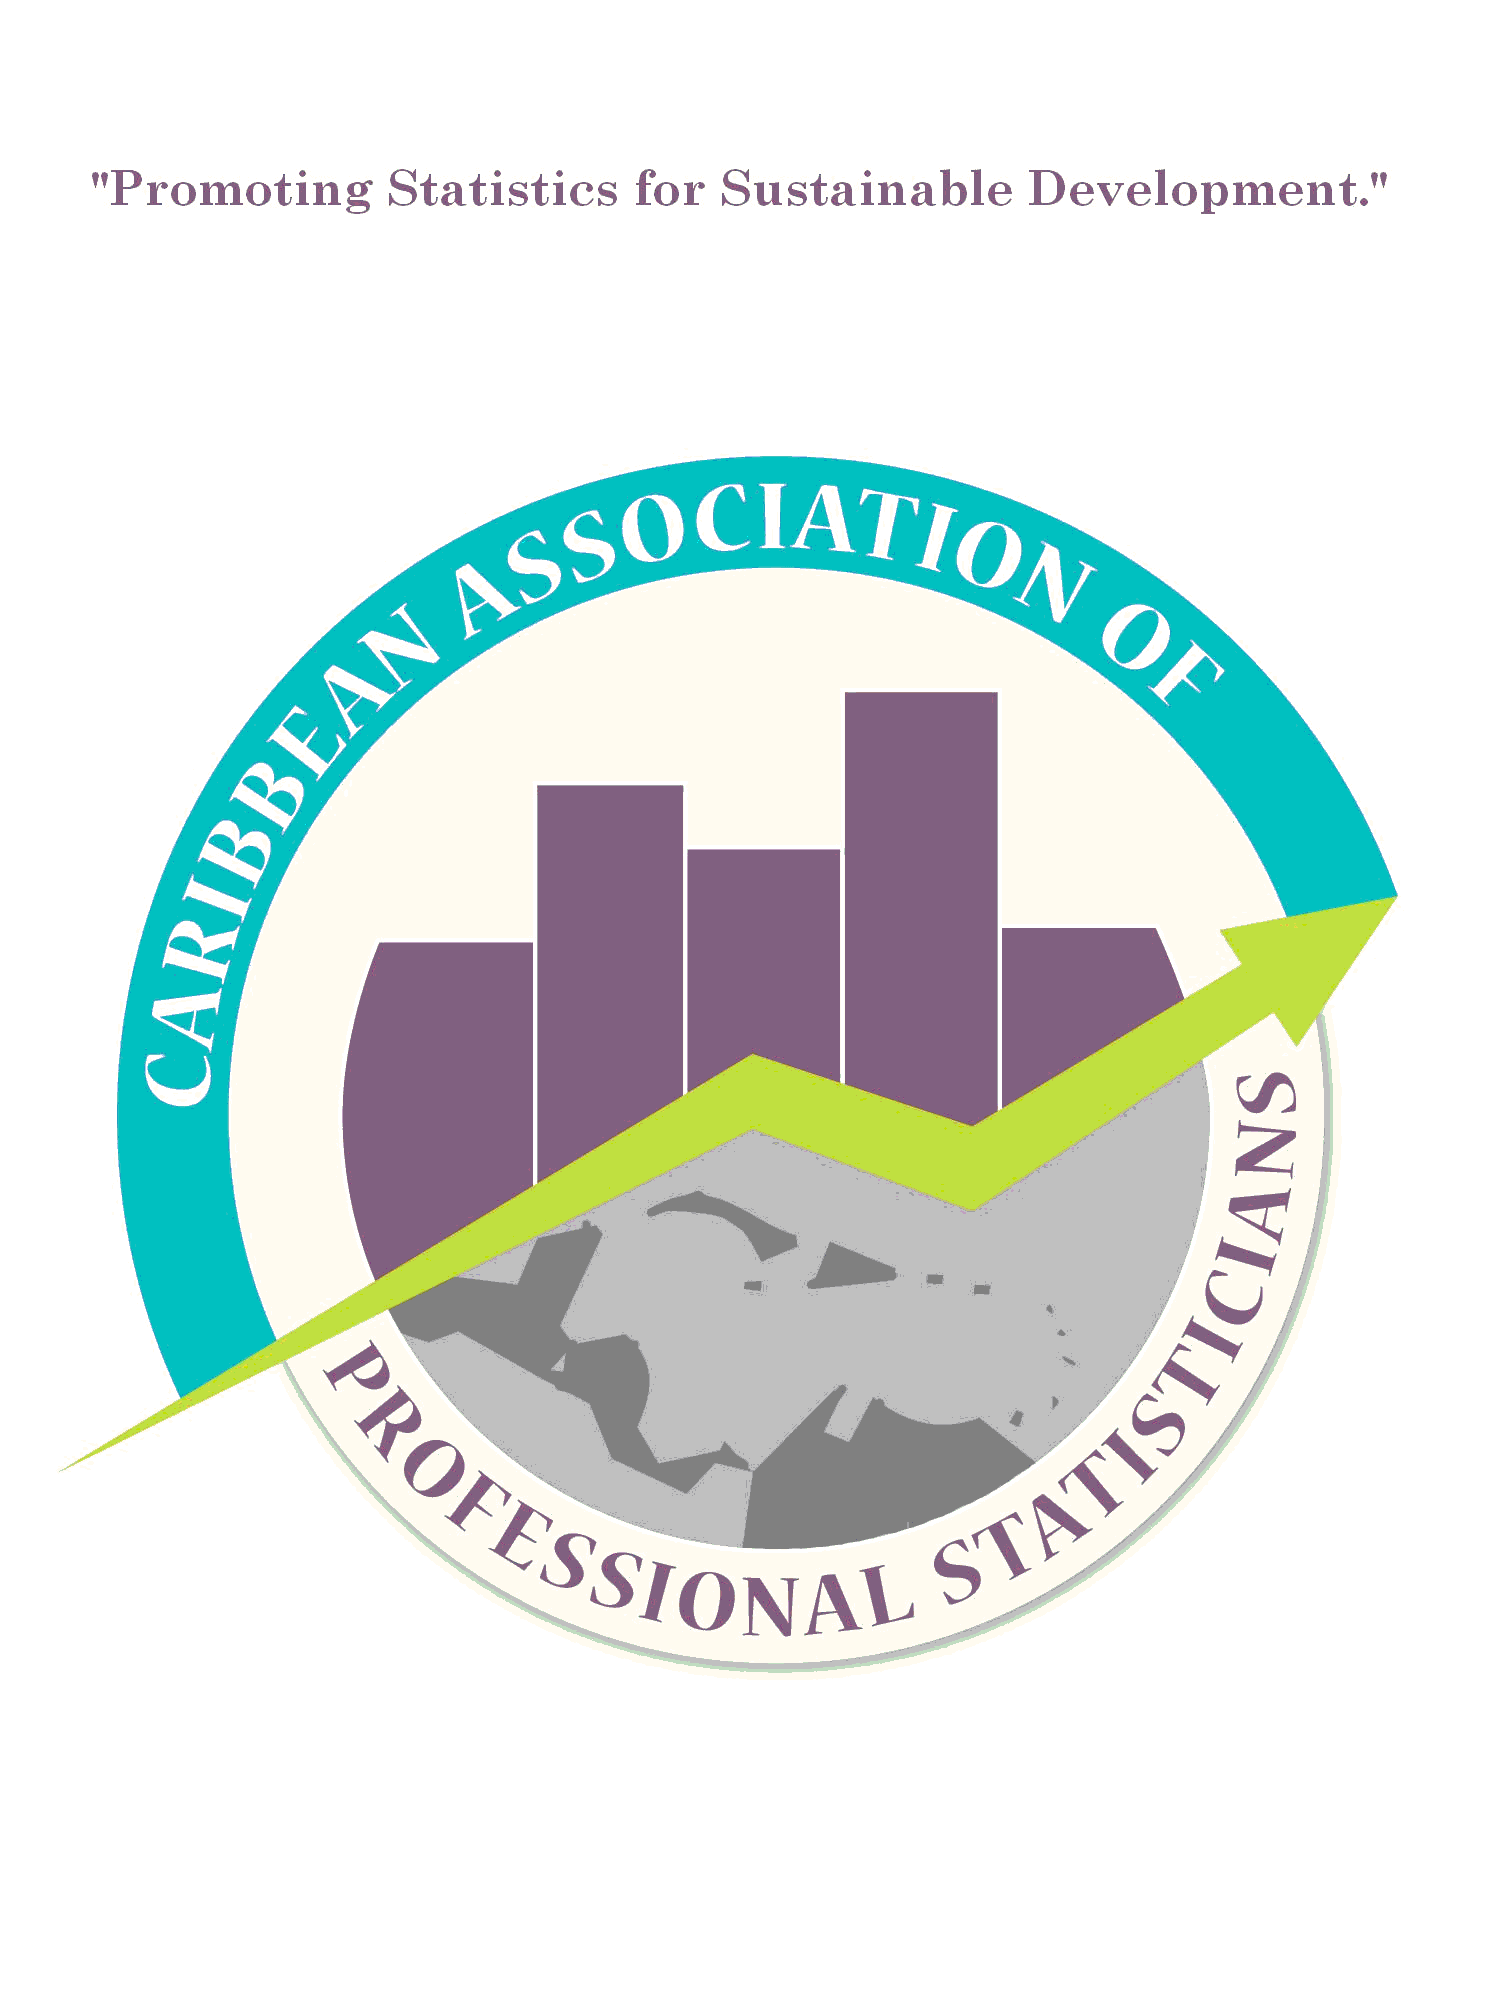 "Promoting Statistics for Sustainable Development."
CARIBBEAN ASSOCIATION OF
PROFESSIONAL STATISTICIANS